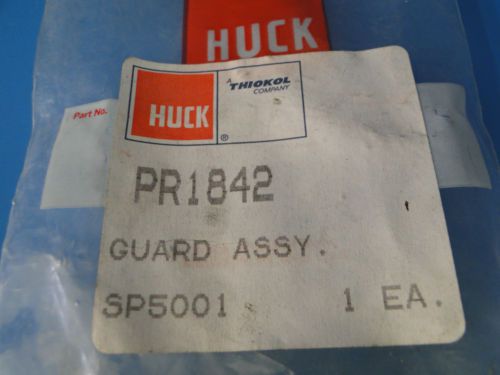 HUCK
Part No.
HUCK
®
A
THIOKOL
COMPANY
PR1842
GUARD ASSY.
SP5001 1 EA.